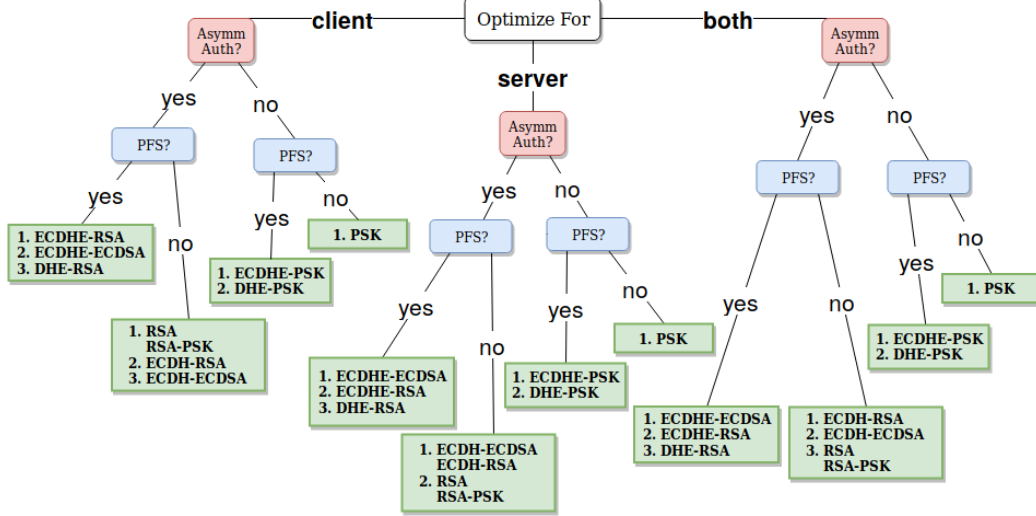 Optimize For
client
server
both
Asymm
Auth?
yes
no
PFS?
yes
no
1. ECDHE-RSA
2. ECDHE-ECDSA
3. DHE-RSA
1. RSA
RSA-PSK
2. ECDH-RSA
3. ECDH-ECDSA
PFS?
yes
no
1. ECDHE-PSK
2. DHE-PSK
1. PSK
Asymm
Auth?
yes
no
PFS?
yes
no
1. ECDHE-ECDSA
2. ECDHE-RSA
3. DHE-RSA
1. ECDH-ECDSA
ECDH-RSA
2. RSA
RSA-PSK
PFS?
yes
no
1. ECDHE-PSK
2. DHE-PSK
1. PSK
Asymm
Auth?
yes
no
PFS?
yes
no
1. ECDHE-ECDSA
2. ECDHE-RSA
3. DHE-RSA
1. ECDH-RSA
2. ECDH-ECDSA
3. RSA
RSA-PSK
PFS?
yes
no
1. ECDHE-PSK
2. DHE-PSK
1. PSK